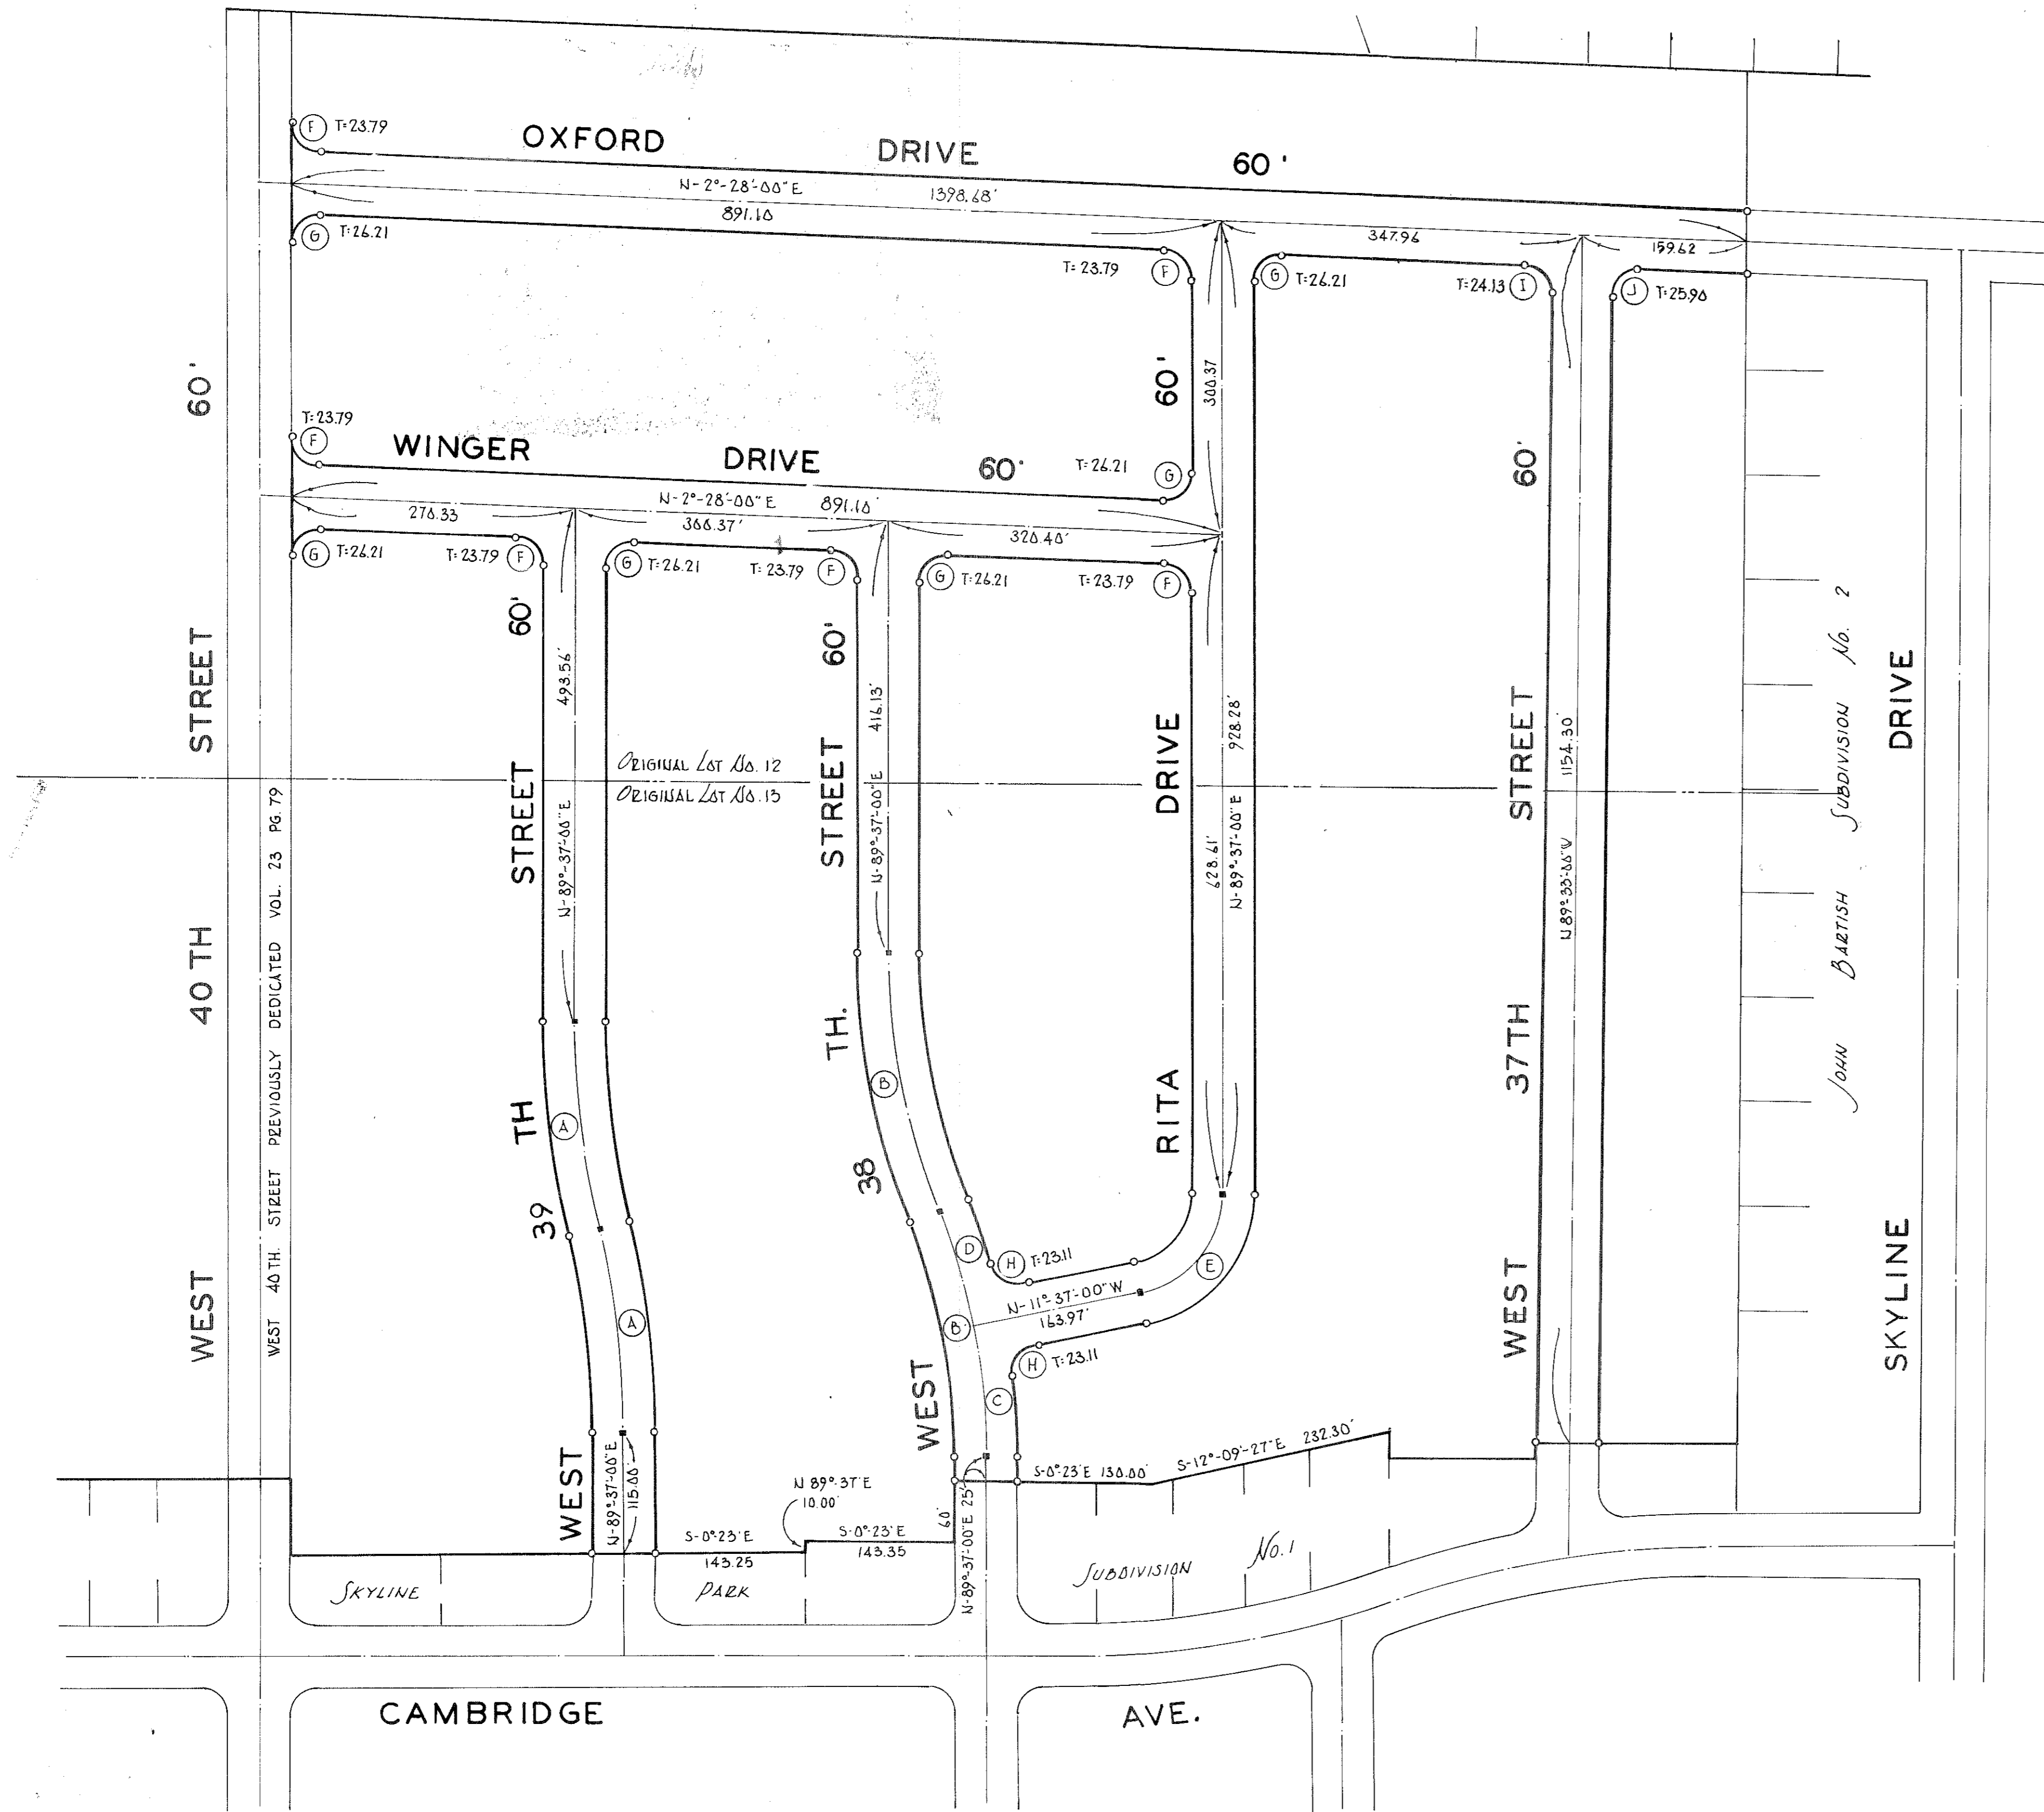 F T=23.79
OXFORD DRIVE 60'
N-2°-28'-00"E 1398.68'
891.10
G T=26.21
T=23.79 F
347.96
159.62
G T=26.21
T=24.13 I
J T=25.90
60'
60'
300.37
60'
T=23.79
F
WINGER DRIVE 60'
T=26.21 G
N-2°-28'-00"E 891.10'
270.33
300.37'
320.40'
G T=26.21
T=23.79 F
G T=26.21
T=23.79 F
G T=26.21
T=23.79 F
60'
60'
493.56'
416.13'
928.28'
628.61'
1154.30'
N-89°-37'-00"E
N-89°-37'-00"E
N-89°-37'-00"E
N 89°-33'-00"W
ORIGINAL LOT NO. 12
ORIGINAL LOT NO. 13
WEST 40TH STREET
WEST 40TH. STREET PREVIOUSLY DEDICATED VOL. 23 PG. 79
WEST 39 TH STREET
WEST 38 TH. STREET
RITA DRIVE
WEST 37TH STREET
JOHN BARTISH SUBDIVISION No. 2
SKYLINE DRIVE
A
B
A
D
H T=23.11
E
N-11°-37'-00"W
163.97'
B
H T=23.11
C
N-89°-37'-00"E
115.00'
N 89°-37'E
10.00'
S-0°-23'E
143.25
S-0°-23'E
143.35
60'
N-89°-37'-00"E 25'
S-0°-23'E 130.00'
S-12°-09'-27"E 232.30'
SKYLINE PARK SUBDIVISION No. 1
CAMBRIDGE AVE.